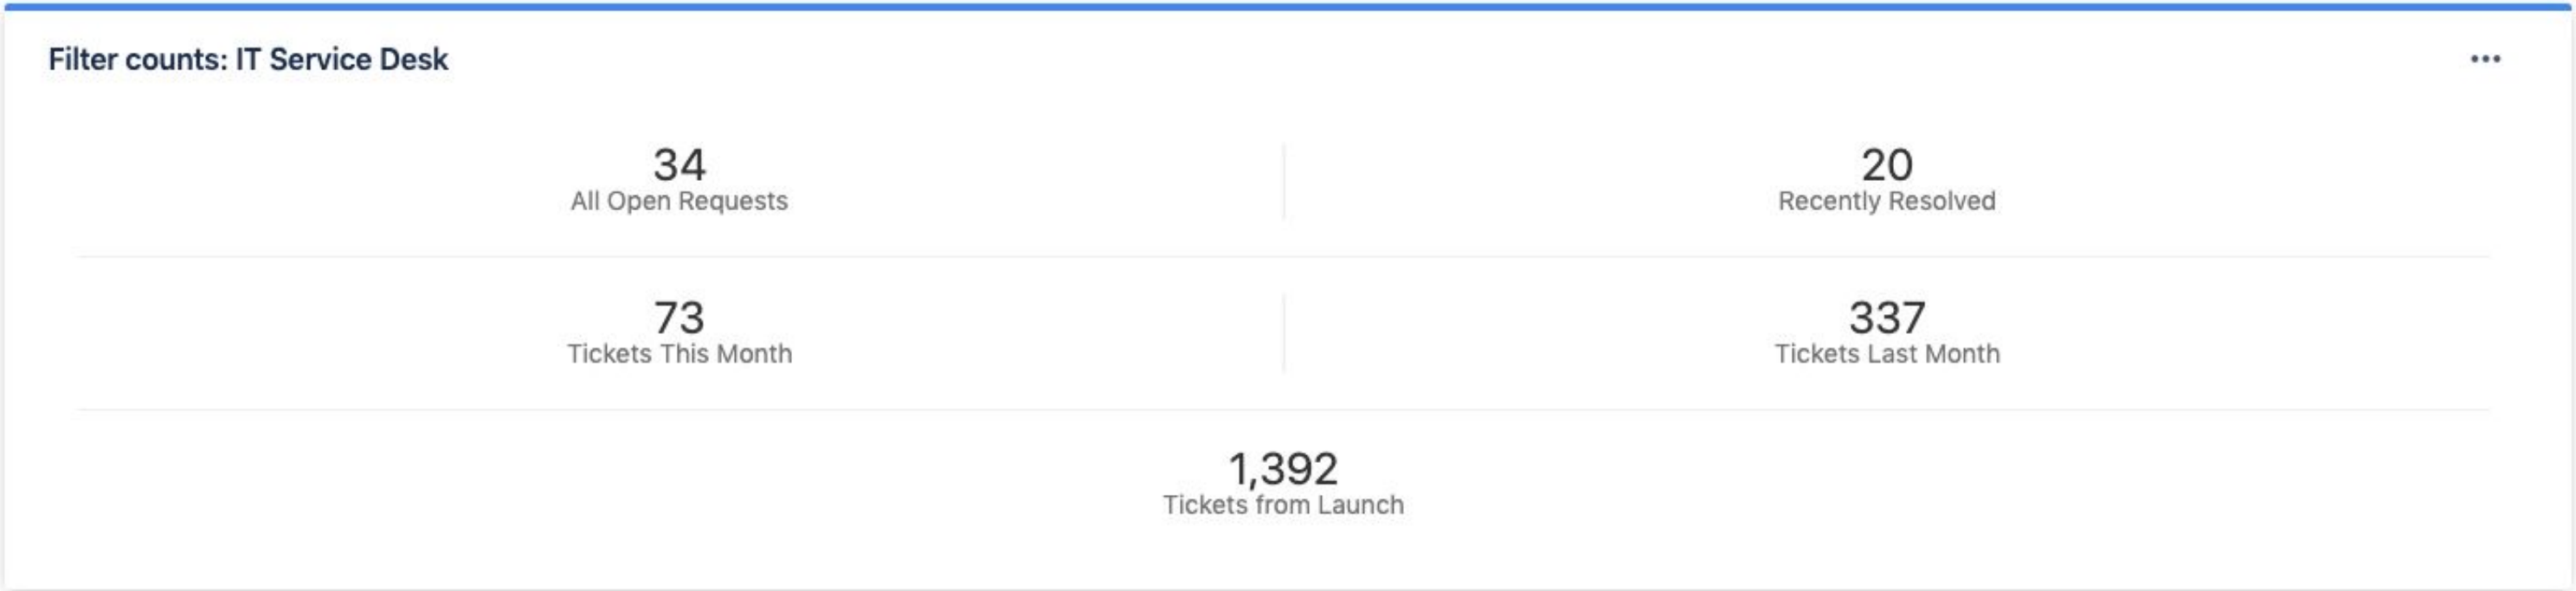 Filter counts: IT Service Desk
34
All Open Requests
20
Recently Resolved
73
Tickets This Month
337
Tickets Last Month
1,392
Tickets from Launch